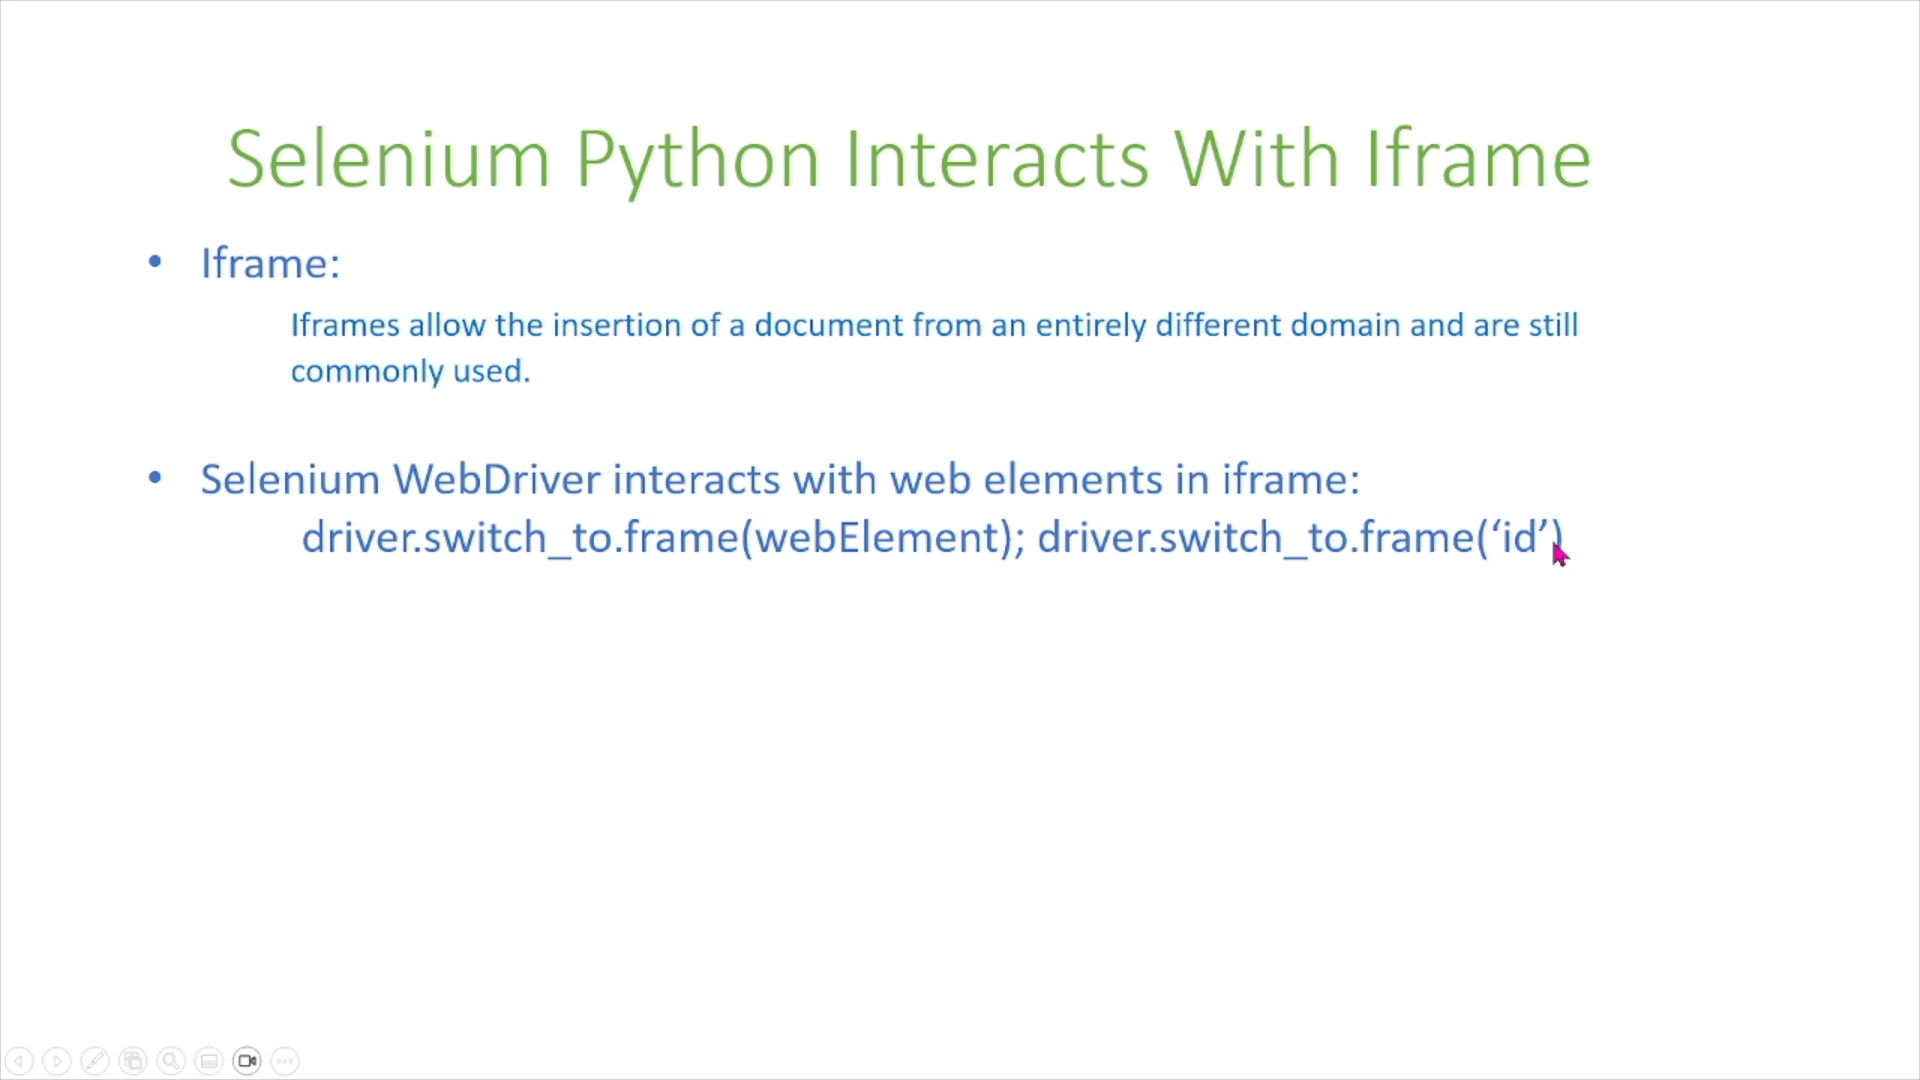 Selenium Python Interacts With Iframe
• Iframe:
Iframes allow the insertion of a document from an entirely different domain and are still
commonly used.
• Selenium WebDriver interacts with web elements in iframe:
driver.switch_to.frame(webElement); driver.switch_to.frame(‘id’)